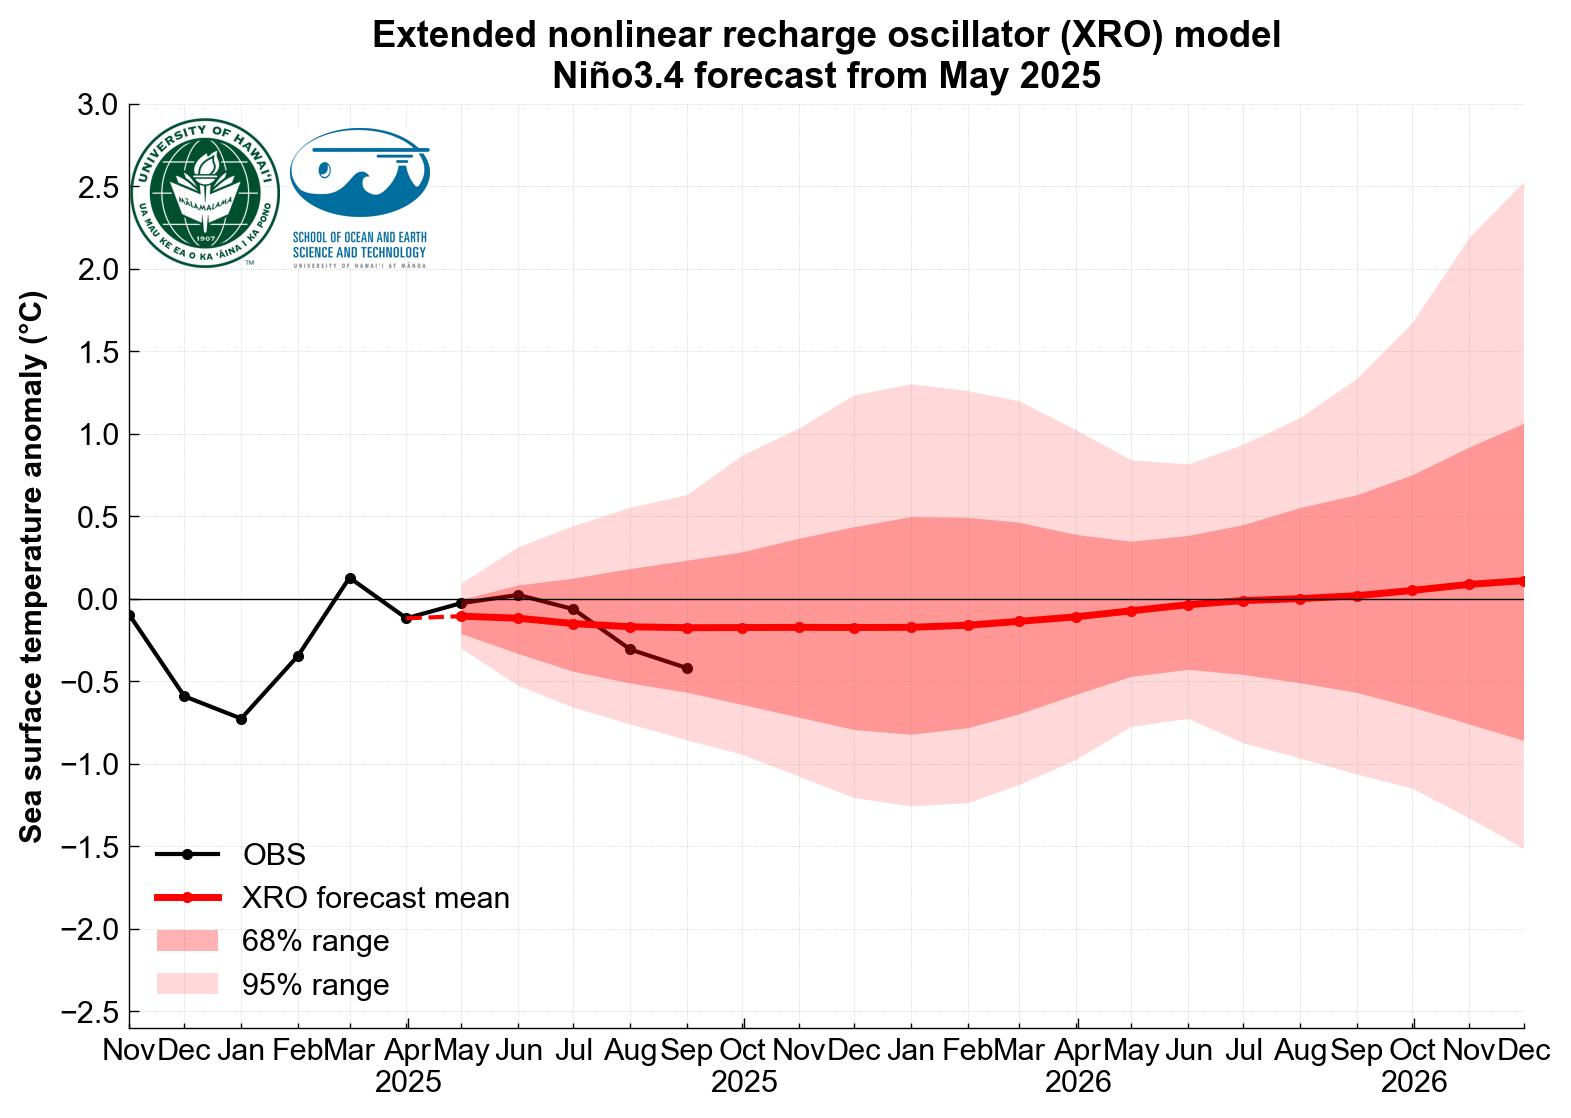 Extended nonlinear recharge oscillator (XRO) model
Niño3.4 forecast from May 2025
3.0
2.5
2.0
1.5
1.0
0.5
0.0
−0.5
−1.0
−1.5
−2.0
−2.5
Sea surface temperature anomaly (°C)
UNIVERSITY OF HAWAIʻI
MĀLAMALAMA
1907
UA MAU KE EA O KA ʻĀINA I KA PONO
TM
SCHOOL OF OCEAN AND EARTH
SCIENCE AND TECHNOLOGY
UNIVERSITY OF HAWAIʻI AT MĀNOA
OBS
XRO forecast mean
68% range
95% range
Nov Dec Jan Feb Mar Apr May Jun Jul Aug Sep Oct Nov Dec Jan Feb Mar Apr May Jun Jul Aug Sep Oct Nov Dec
2025 2025 2026 2026